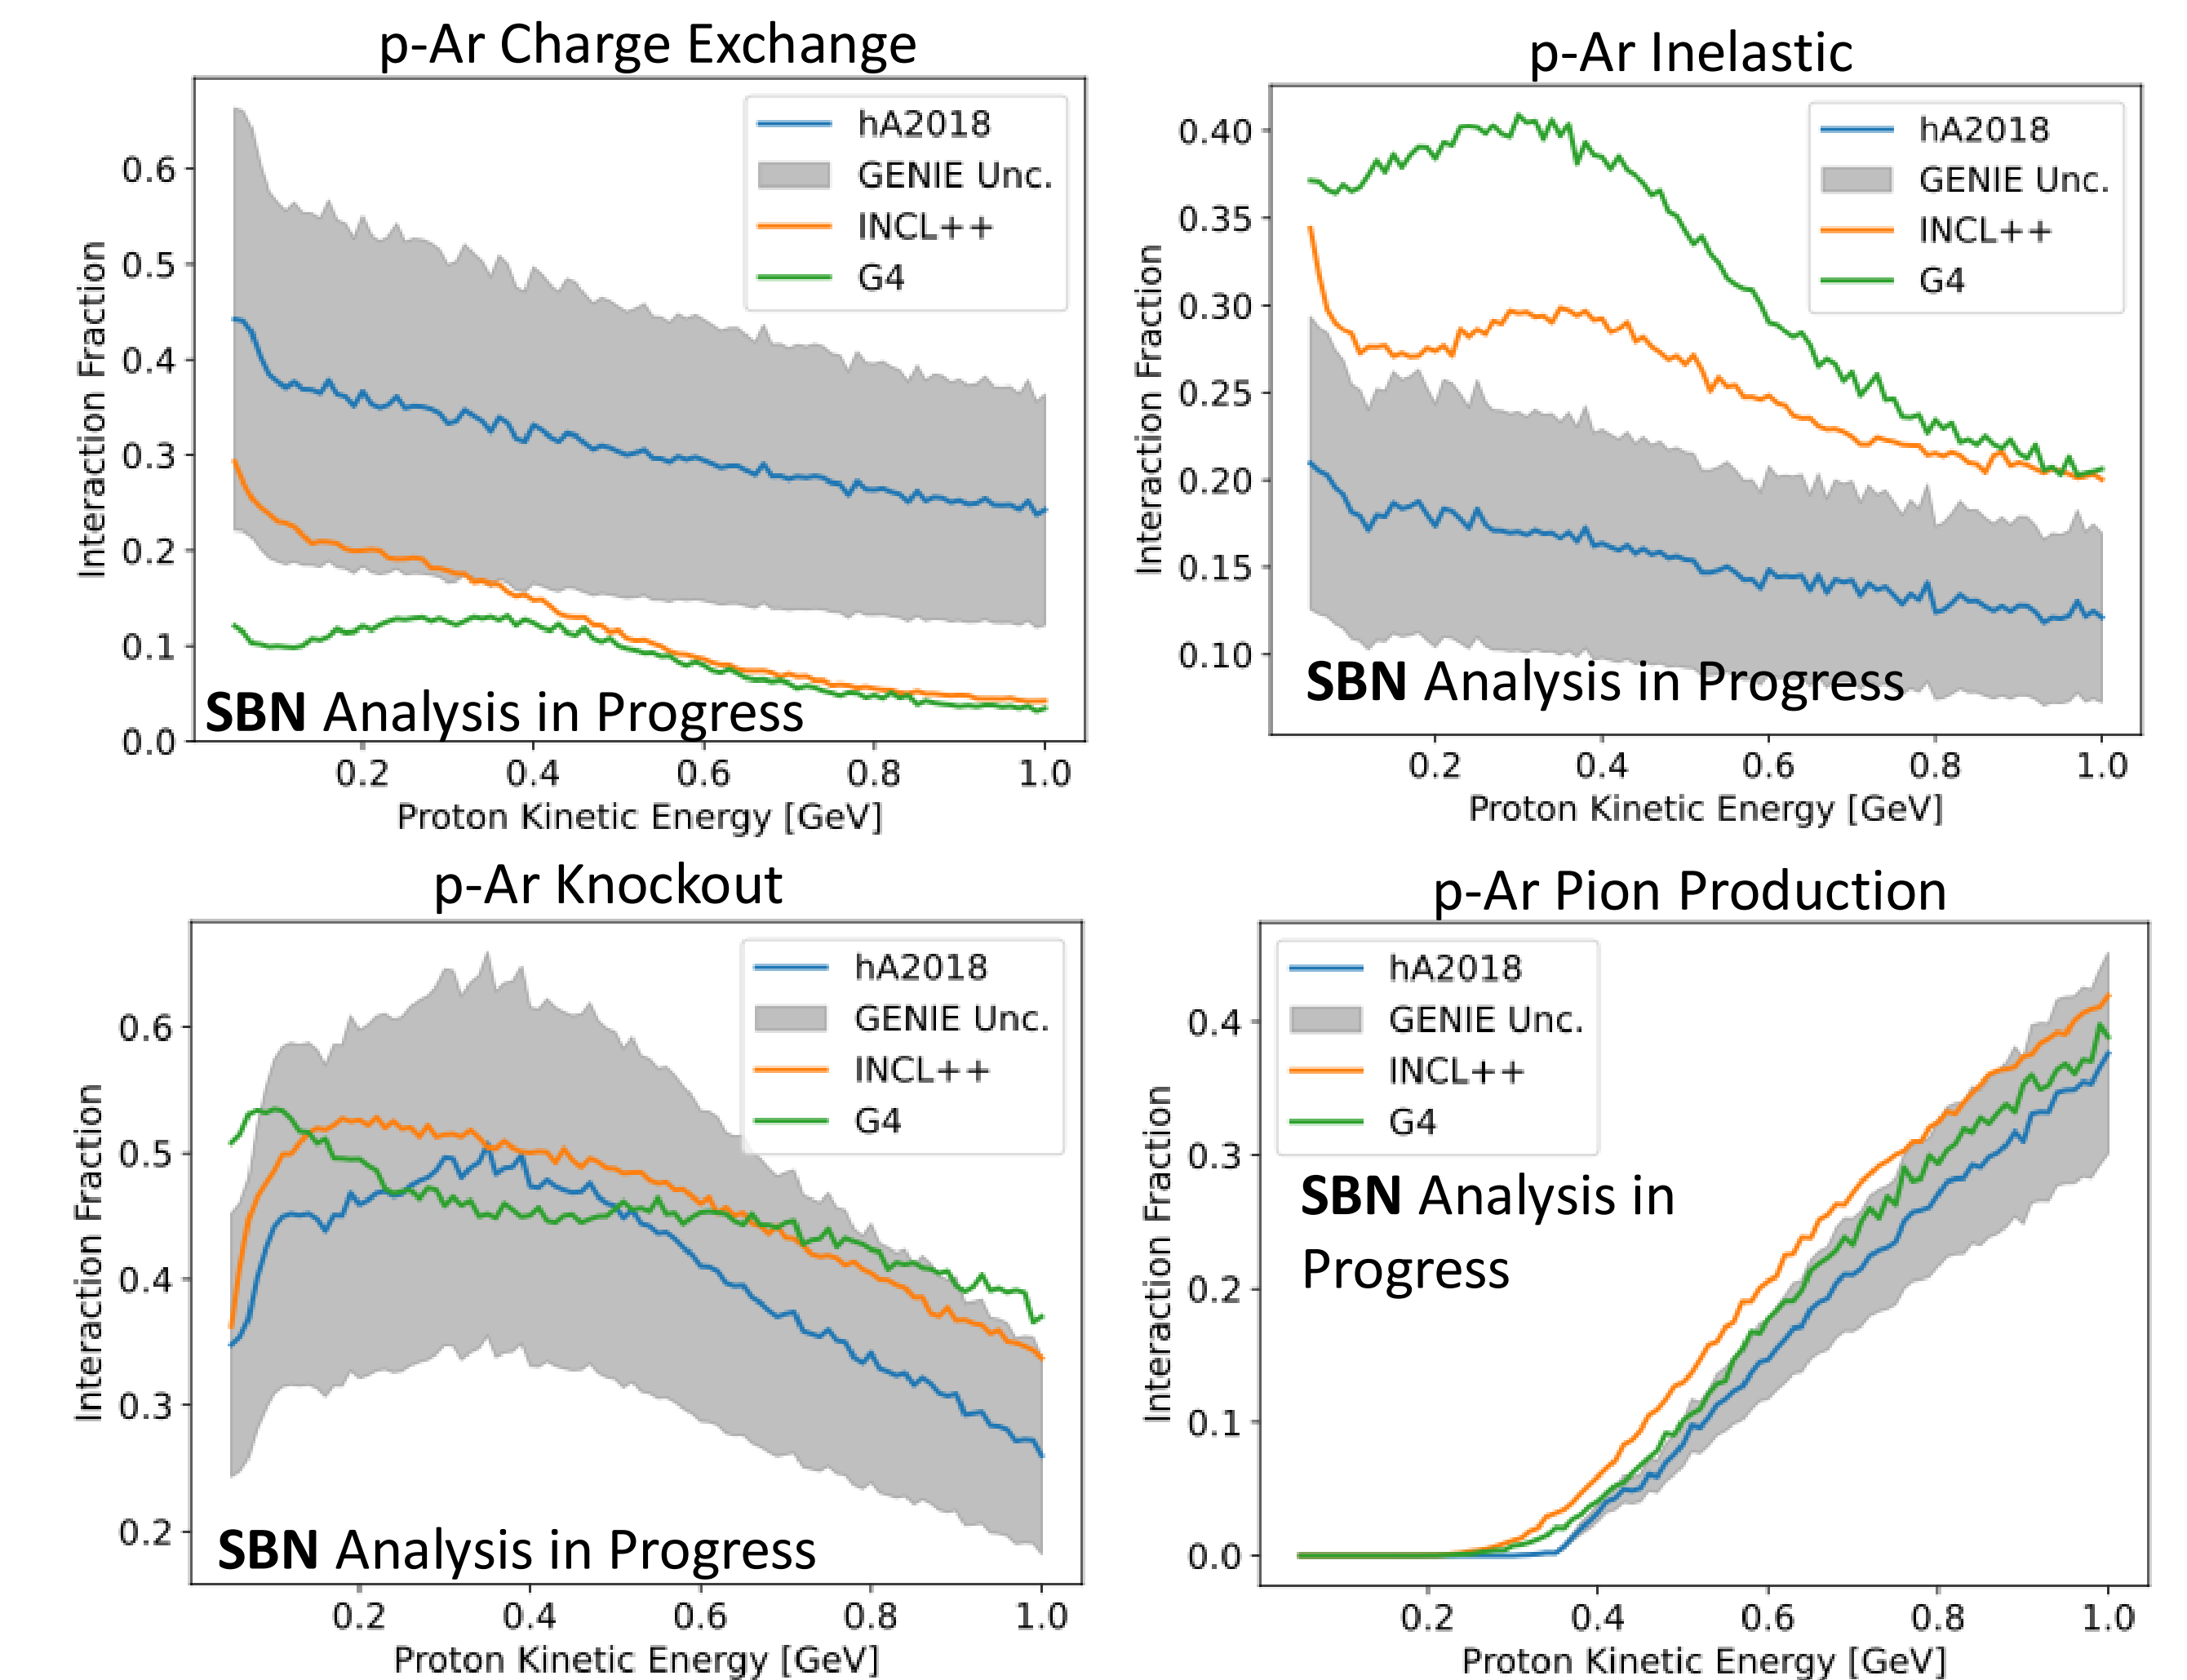 p-Ar Charge Exchange
hA2018
GENIE Unc.
INCL++
G4
0.6
0.5
0.4
0.3
0.2
0.1
0.0
Interaction Fraction
SBN Analysis in Progress
0.2 0.4 0.6 0.8 1.0
Proton Kinetic Energy [GeV]
p-Ar Inelastic
hA2018
GENIE Unc.
INCL++
G4
0.40
0.35
0.30
0.25
0.20
0.15
0.10
Interaction Fraction
SBN Analysis in Progress
0.2 0.4 0.6 0.8 1.0
Proton Kinetic Energy [GeV]
p-Ar Knockout
hA2018
GENIE Unc.
INCL++
G4
0.6
0.5
0.4
0.3
0.2
Interaction Fraction
SBN Analysis in Progress
0.2 0.4 0.6 0.8 1.0
Proton Kinetic Energy [GeV]
p-Ar Pion Production
hA2018
GENIE Unc.
INCL++
G4
0.4
0.3
0.2
0.1
0.0
Interaction Fraction
SBN Analysis in
Progress
0.2 0.4 0.6 0.8 1.0
Proton Kinetic Energy [GeV]